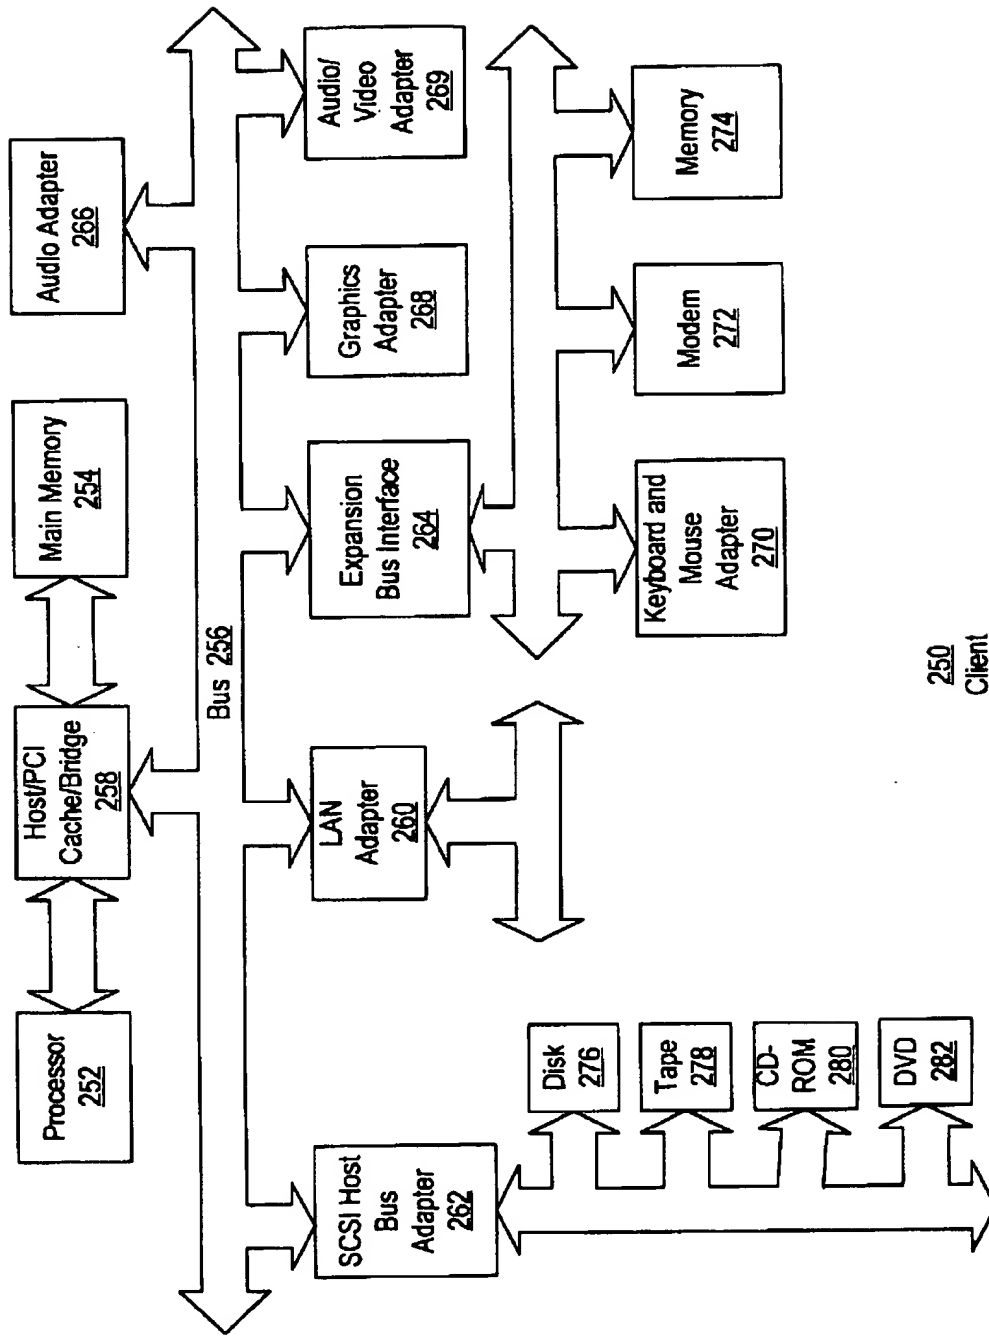 Processor
252
Host/PCI
Cache/Bridge
258
Main Memory
254
Audio Adapter
266
Bus 256
SCSI Host
Bus
Adapter
262
LAN
Adapter
260
Expansion
Bus Interface
264
Graphics
Adapter
268
Audio/
Video
Adapter
269
Disk
276
Tape
278
CD-
ROM
280
DVD
282
Keyboard and
Mouse
Adapter
270
Modem
272
Memory
274
250
Client